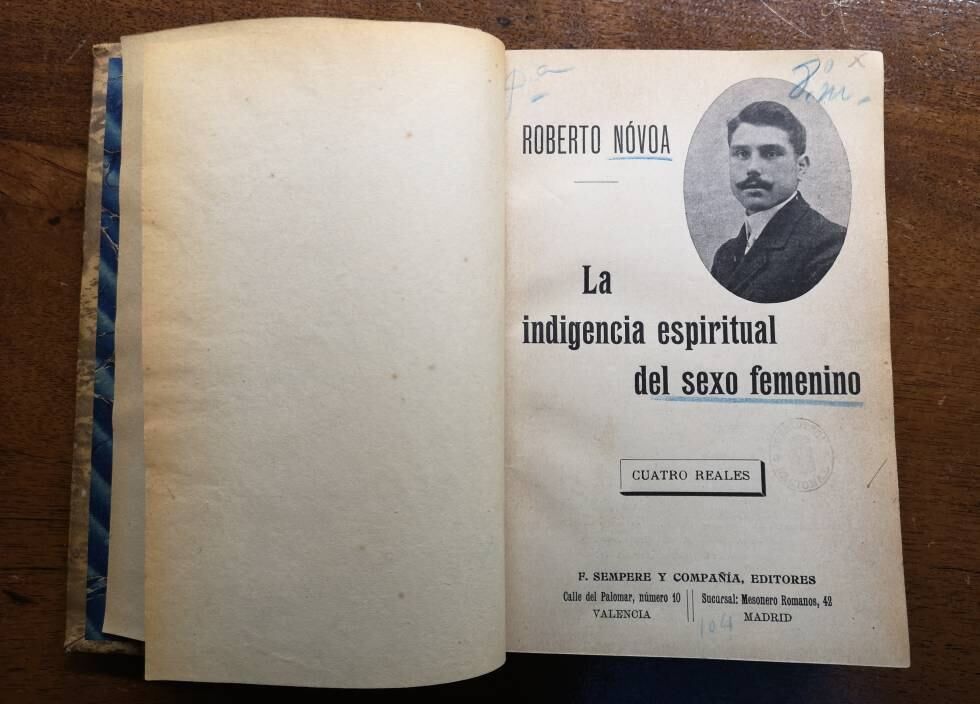 ROBERTO NÓVOA
La
indigencia espiritual
del sexo femenino
CUATRO REALES
F. SEMPERE Y COMPAÑÍA, EDITORES
Calle del Palomar, número 10
VALENCIA
Sucursal: Mesonero Romanos, 42
MADRID
104